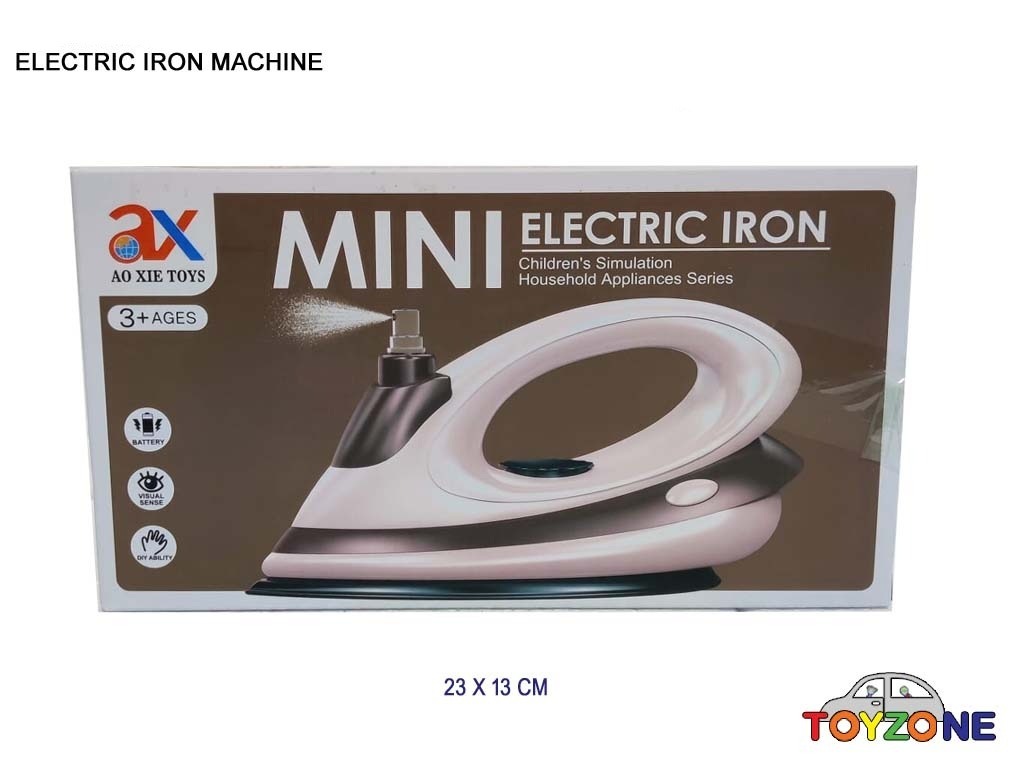 ELECTRIC IRON MACHINE
ax
AO XIE TOYS
3+AGES
MINI
ELECTRIC IRON
Children's Simulation
Household Appliances Series
BATTERY
VISUAL
SENSE
DIY ABILITY
23 X 13 CM
TOYZONE